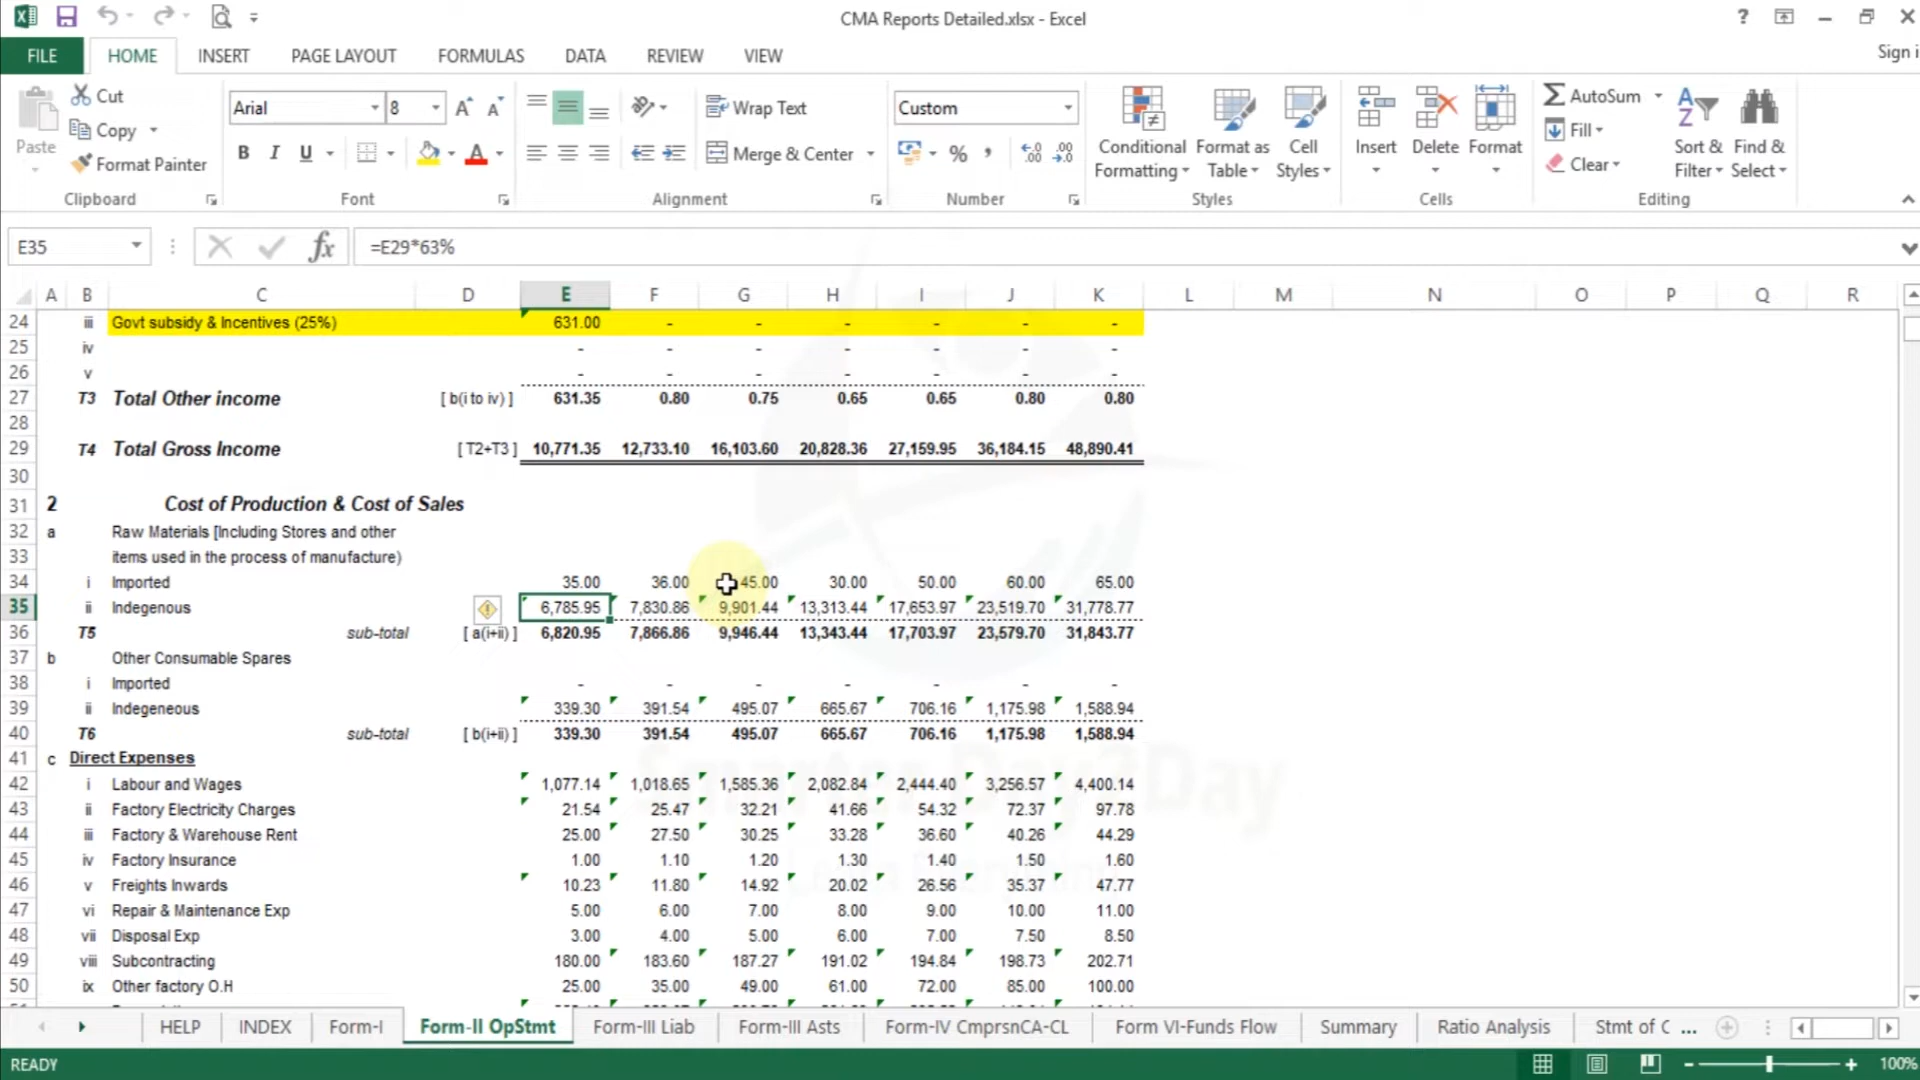 CMA Reports Detailed.xlsx - Excel
?
Sign i
FILE HOME INSERT PAGE LAYOUT FORMULAS DATA REVIEW VIEW
Paste
Cut
Copy
Format Painter
Clipboard
Arial 8
B I U
Font
Wrap Text
Merge & Center
Alignment
Custom
%
Number
Conditional Formatting
Format as Table
Cell Styles
Styles
Insert Delete Format
Cells
AutoSum
Fill
Clear
Sort & Filter
Find & Select
Editing
E35 fx =E29*63%
A B C D E F G H I J K L M N O P Q R
24 iii Govt subsidy & Incentives (25%) 631.00 - - - - - -
25 iv - - - - - - -
26 v - - - - - - -
27 T3 Total Other income [ b(i to iv) ] 631.35 0.80 0.75 0.65 0.65 0.80 0.80
28
29 T4 Total Gross Income [ T2+T3 ] 10,771.35 12,733.10 16,103.60 20,828.36 27,159.95 36,184.15 48,890.41
30
31 2 Cost of Production & Cost of Sales
32 a Raw Materials [Including Stores and other
33 items used in the process of manufacture)
34 i Imported 35.00 36.00 45.00 30.00 50.00 60.00 65.00
35 ii Indegenous 6,785.95 7,830.86 9,901.44 13,313.44 17,653.97 23,519.70 31,778.77
36 T5 sub-total [ a(i+ii) ] 6,820.95 7,866.86 9,946.44 13,343.44 17,703.97 23,579.70 31,843.77
37 b Other Consumable Spares
38 i Imported - - - - - - -
39 ii Indegeneous 339.30 391.54 495.07 665.67 706.16 1,175.98 1,588.94
40 T6 sub-total [ b(i+ii) ] 339.30 391.54 495.07 665.67 706.16 1,175.98 1,588.94
41 c Direct Expenses
42 i Labour and Wages 1,077.14 1,018.65 1,585.36 2,082.84 2,444.40 3,256.57 4,400.14
43 ii Factory Electricity Charges 21.54 25.47 32.21 41.66 54.32 72.37 97.78
44 iii Factory & Warehouse Rent 25.00 27.50 30.25 33.28 36.60 40.26 44.29
45 iv Factory Insurance 1.00 1.10 1.20 1.30 1.40 1.50 1.60
46 v Freights Inwards 10.23 11.80 14.92 20.02 26.56 35.37 47.77
47 vi Repair & Maintenance Exp 5.00 6.00 7.00 8.00 9.00 10.00 11.00
48 vii Disposal Exp 3.00 4.00 5.00 6.00 7.00 7.50 8.50
49 viii Subcontracting 180.00 183.60 187.27 191.02 194.84 198.73 202.71
50 ix Other factory O.H 25.00 35.00 49.00 61.00 72.00 85.00 100.00
HELP INDEX Form-I Form-II OpStmt Form-III Liab Form-III Asts Form-IV CmprsnCA-CL Form VI-Funds Flow Summary Ratio Analysis Stmt of C ...
READY 100%